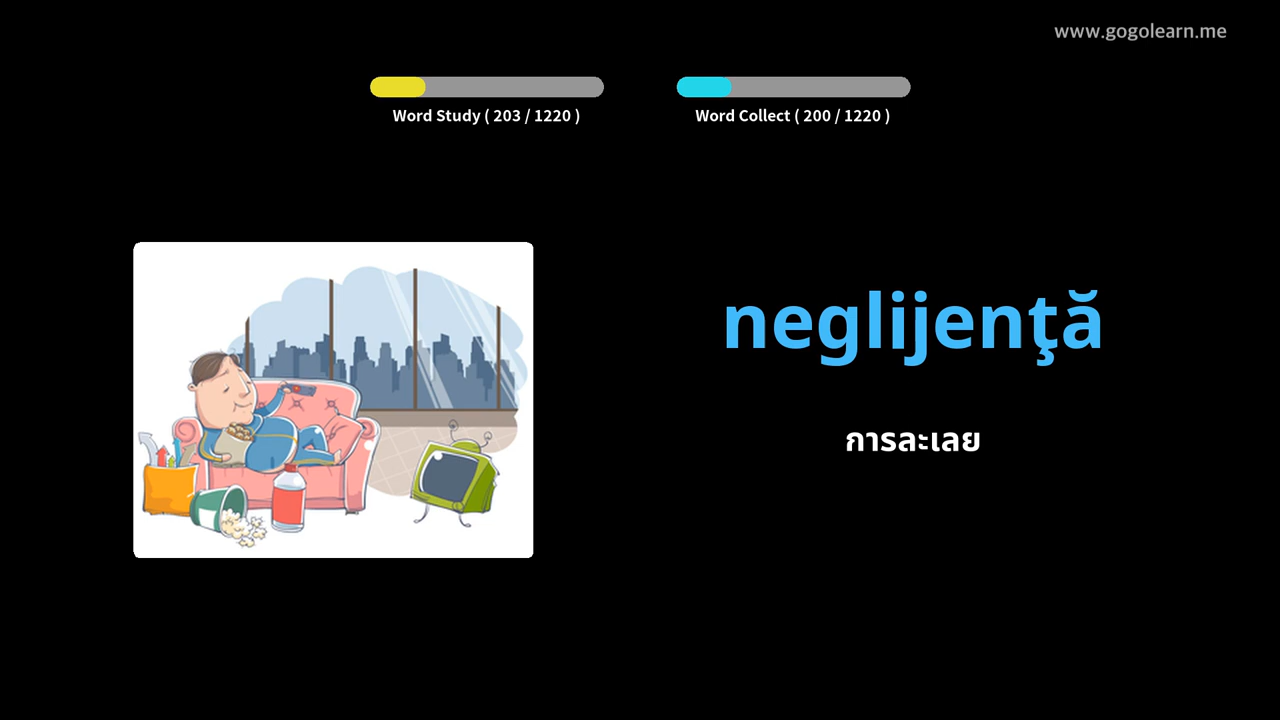 www.gogolearn.me
Word Study ( 203 / 1220 )
Word Collect ( 200 / 1220 )
neglijenţă
การละเลย